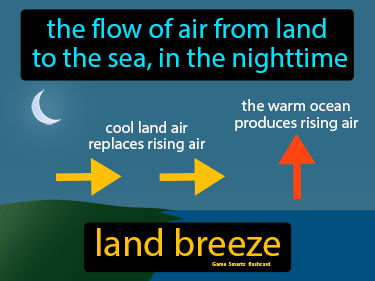 the flow of air from land
to the sea, in the nighttime
the warm ocean
produces rising air
cool land air
replaces rising air
land breeze
Game Smartz flashcard